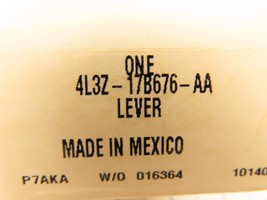 ONE
4L3Z-17B676-AA
LEVER
MADE IN MEXICO
P7AKA W/O 016364 10140